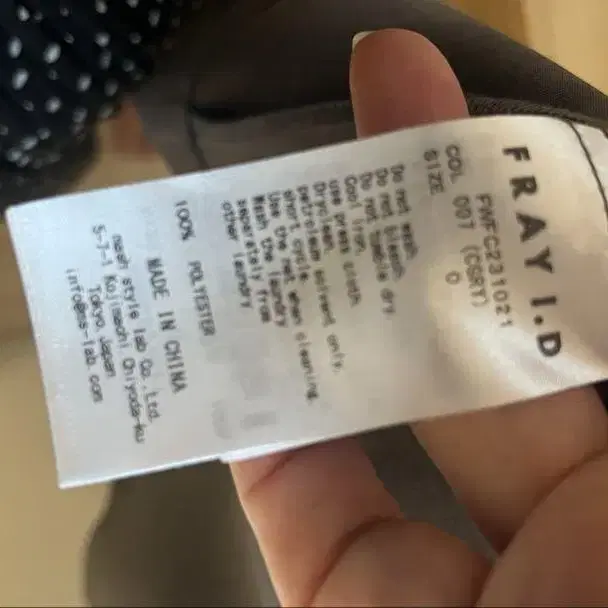 FRAY I.D
FWFC231021
COL 007 (CGRY)
SIZE 0
Do not wash.
Do not bleach.
Do not tumble dry.
Cool iron.
use press cloth.
Dryclean.
petroleum solvent only.
short cycle.
Use the net when cleaning.
Wash the laundry
separately from
other laundry
100% POLYESTER
MADE IN CHINA
mash style lab Co.,Ltd.
5-7-1 Kojimachi Chiyoda-ku
Tokyo Japan
info@ms-lab.com